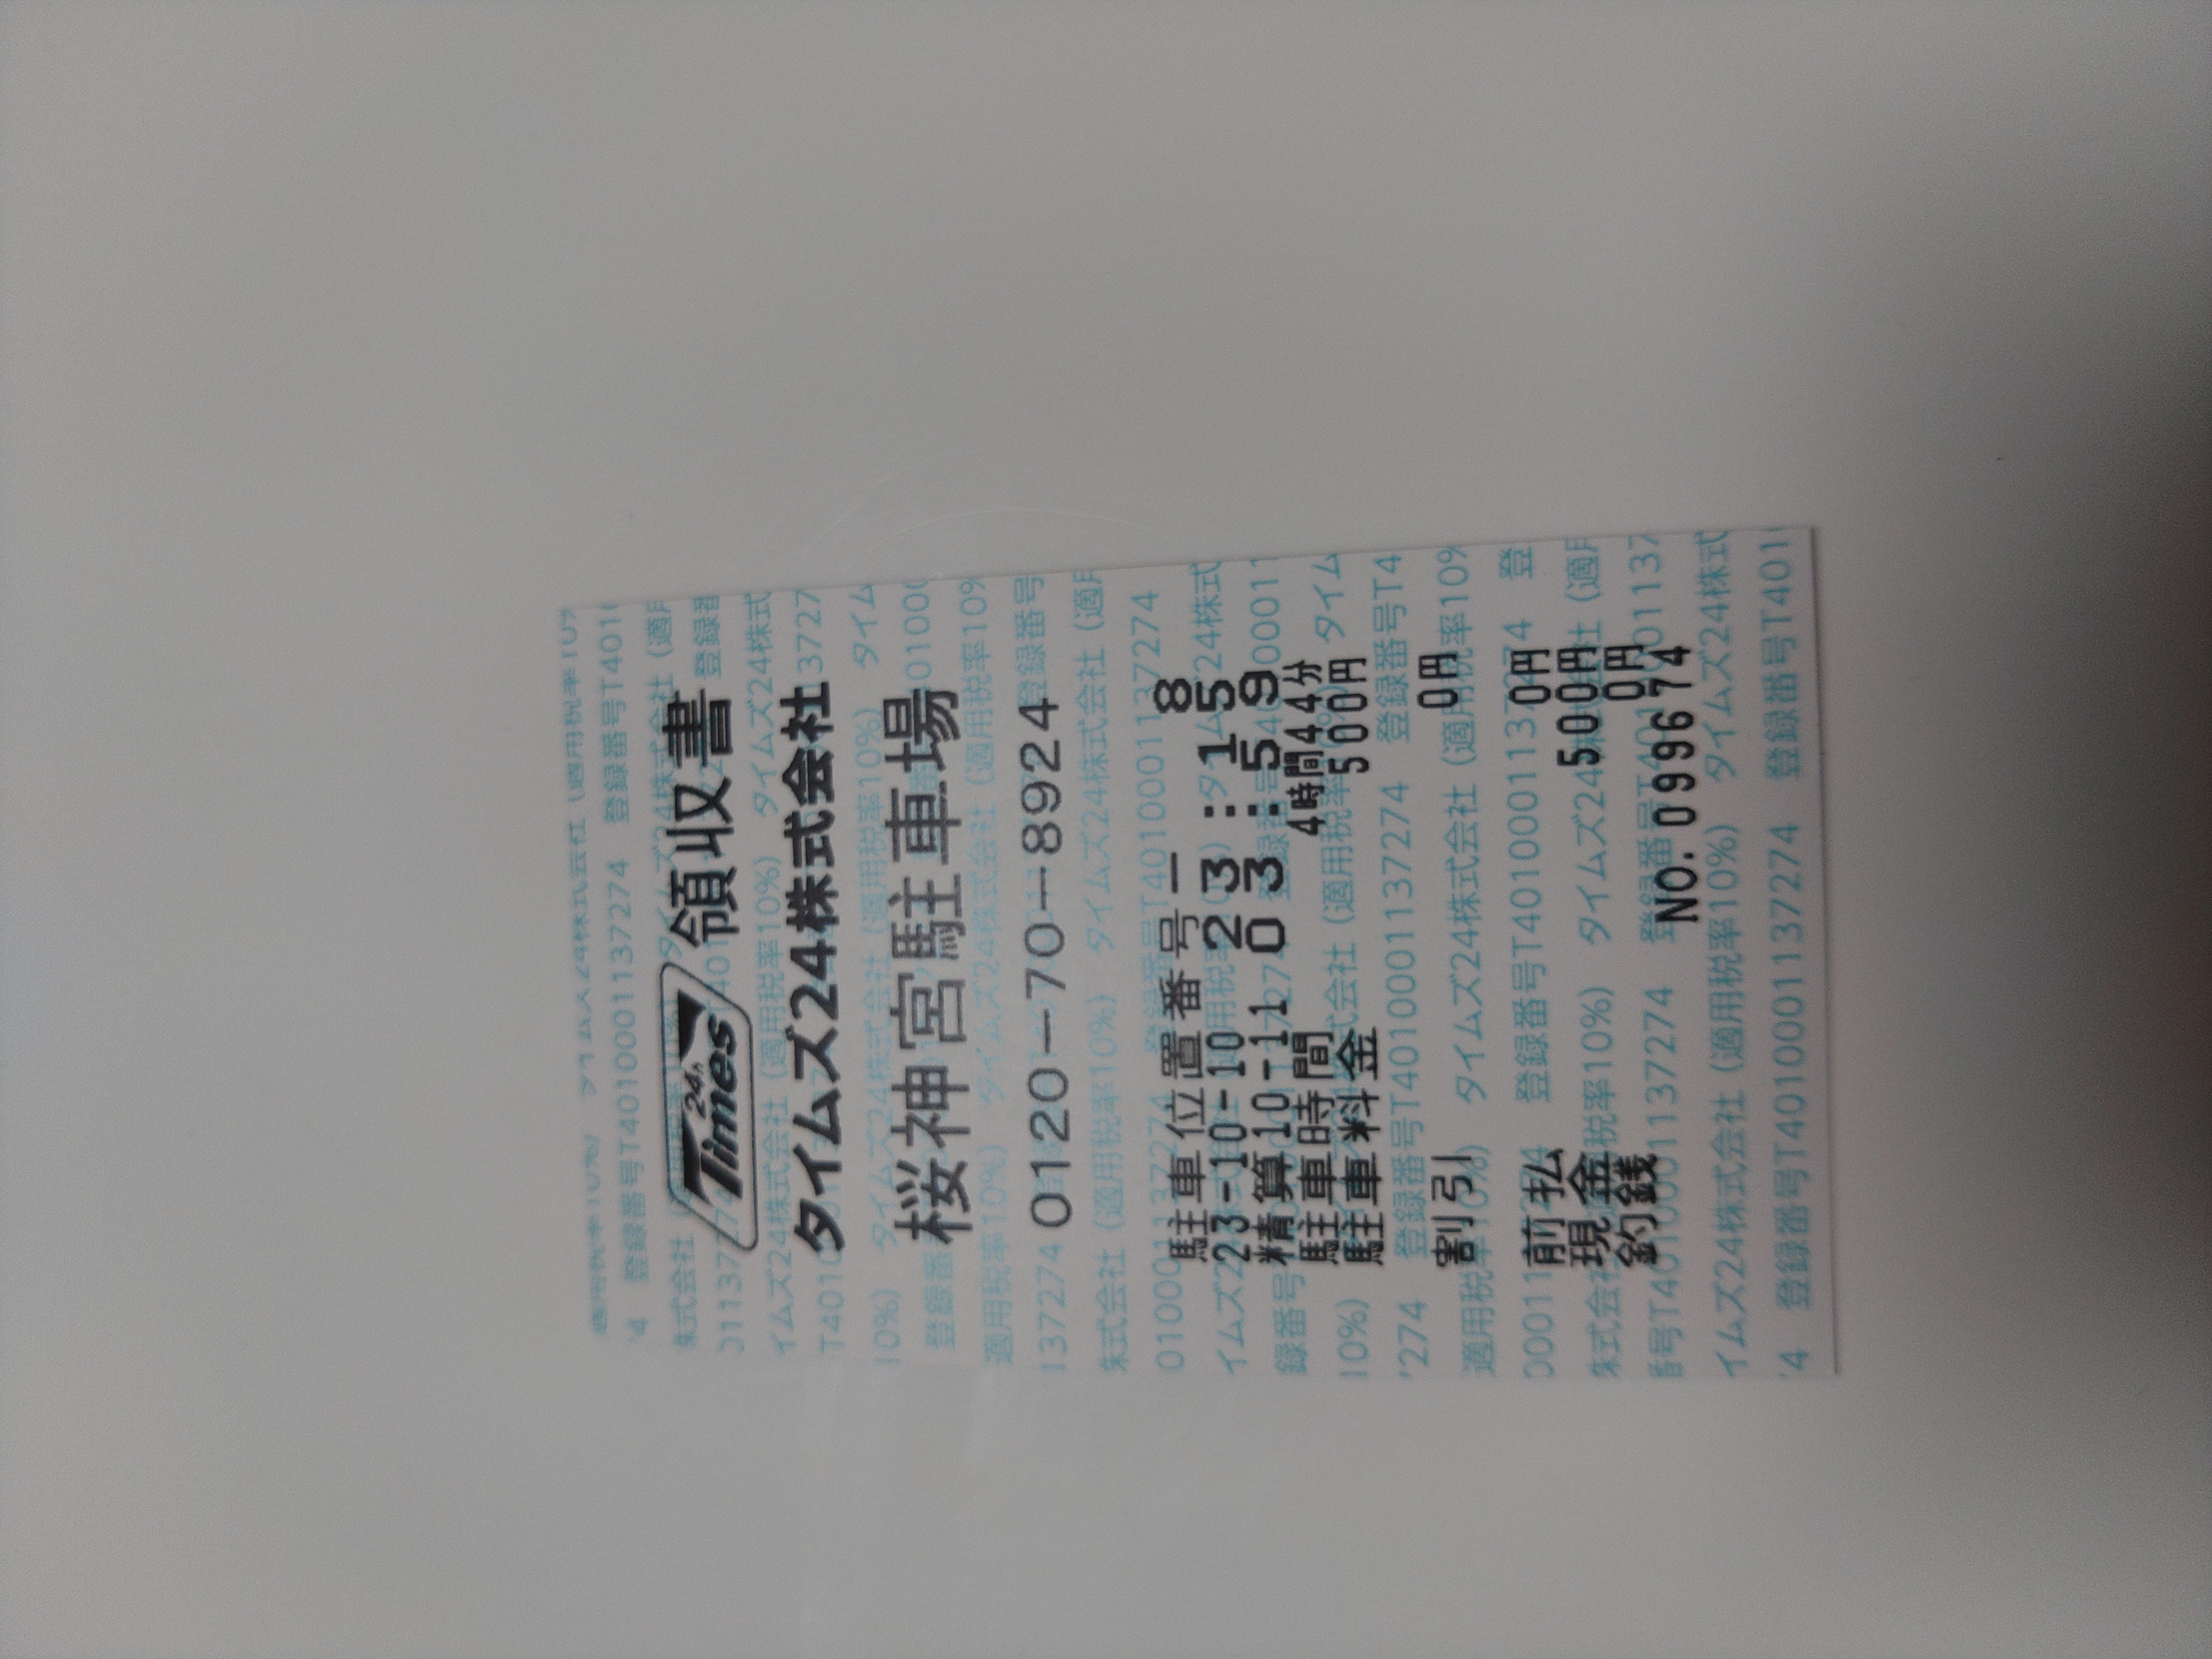 Times 24h 領収書
タイムズ24株式会社
桜神宮駐車場
0120-70-8924
駐車位置番号- 8
23-10-10 23:15
精算10-11 03:59
駐車時間 4時間44分
駐車料金 500円
割引 0円
前払 0円
現金 500円
釣銭 0円
NO. 099674
タイムズ24株式会社 (適用税率10%)
登録番号T4010001137274